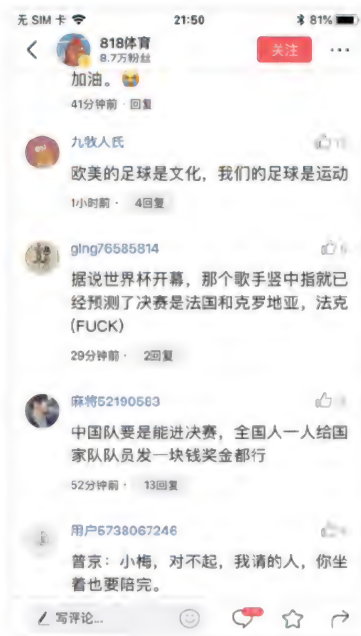 无 SIM 卡
21:50
81%
818体育
8.7万粉丝
关注
加油。
41分钟前 · 回复
九牧人氏
欧美的足球是文化，我们的足球是运动
1小时前 · 4回复
ging76585814
据说世界杯开幕，那个歌手竖中指就已
经预测了决赛是法国和克罗地亚，法克
(FUCK)
29分钟前 · 2回复
麻将52190583
中国队要是能进决赛，全国人一人给国
家队队员发一块钱奖金都行
52分钟前 · 13回复
用户5738067246
普京：小梅，对不起，我请的人，你坐
着也要陪完。
写评论...